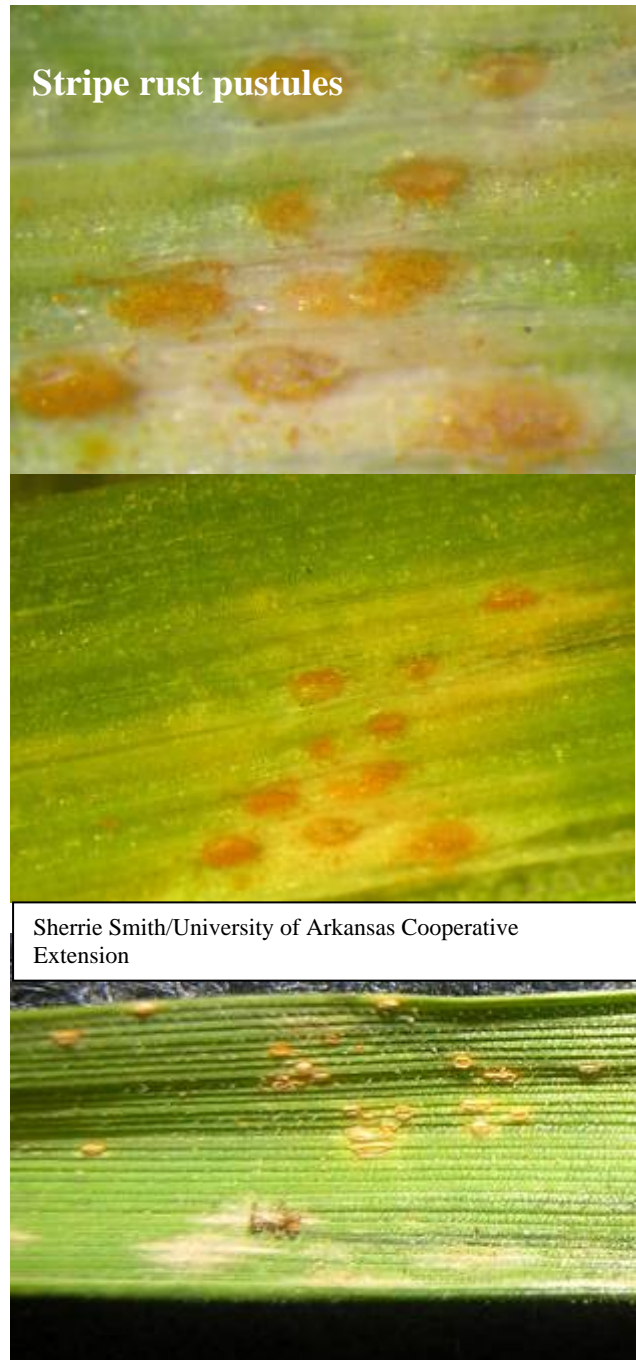 Stripe rust pustules
Sherrie Smith/University of Arkansas Cooperative
Extension